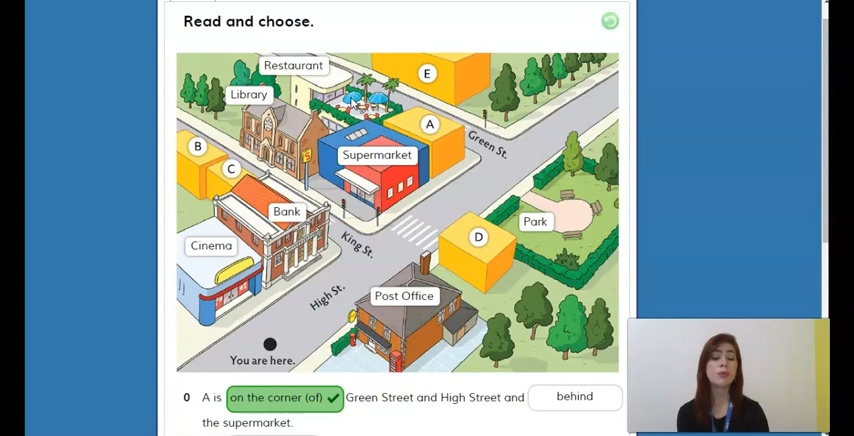 Read and choose.
Restaurant
E
Library
A
Green St.
B
Supermarket
C
Bank
Park
D
King St.
Cinema
High St.
Post Office
You are here.
0 A is on the corner (of) Green Street and High Street and behind
the supermarket.